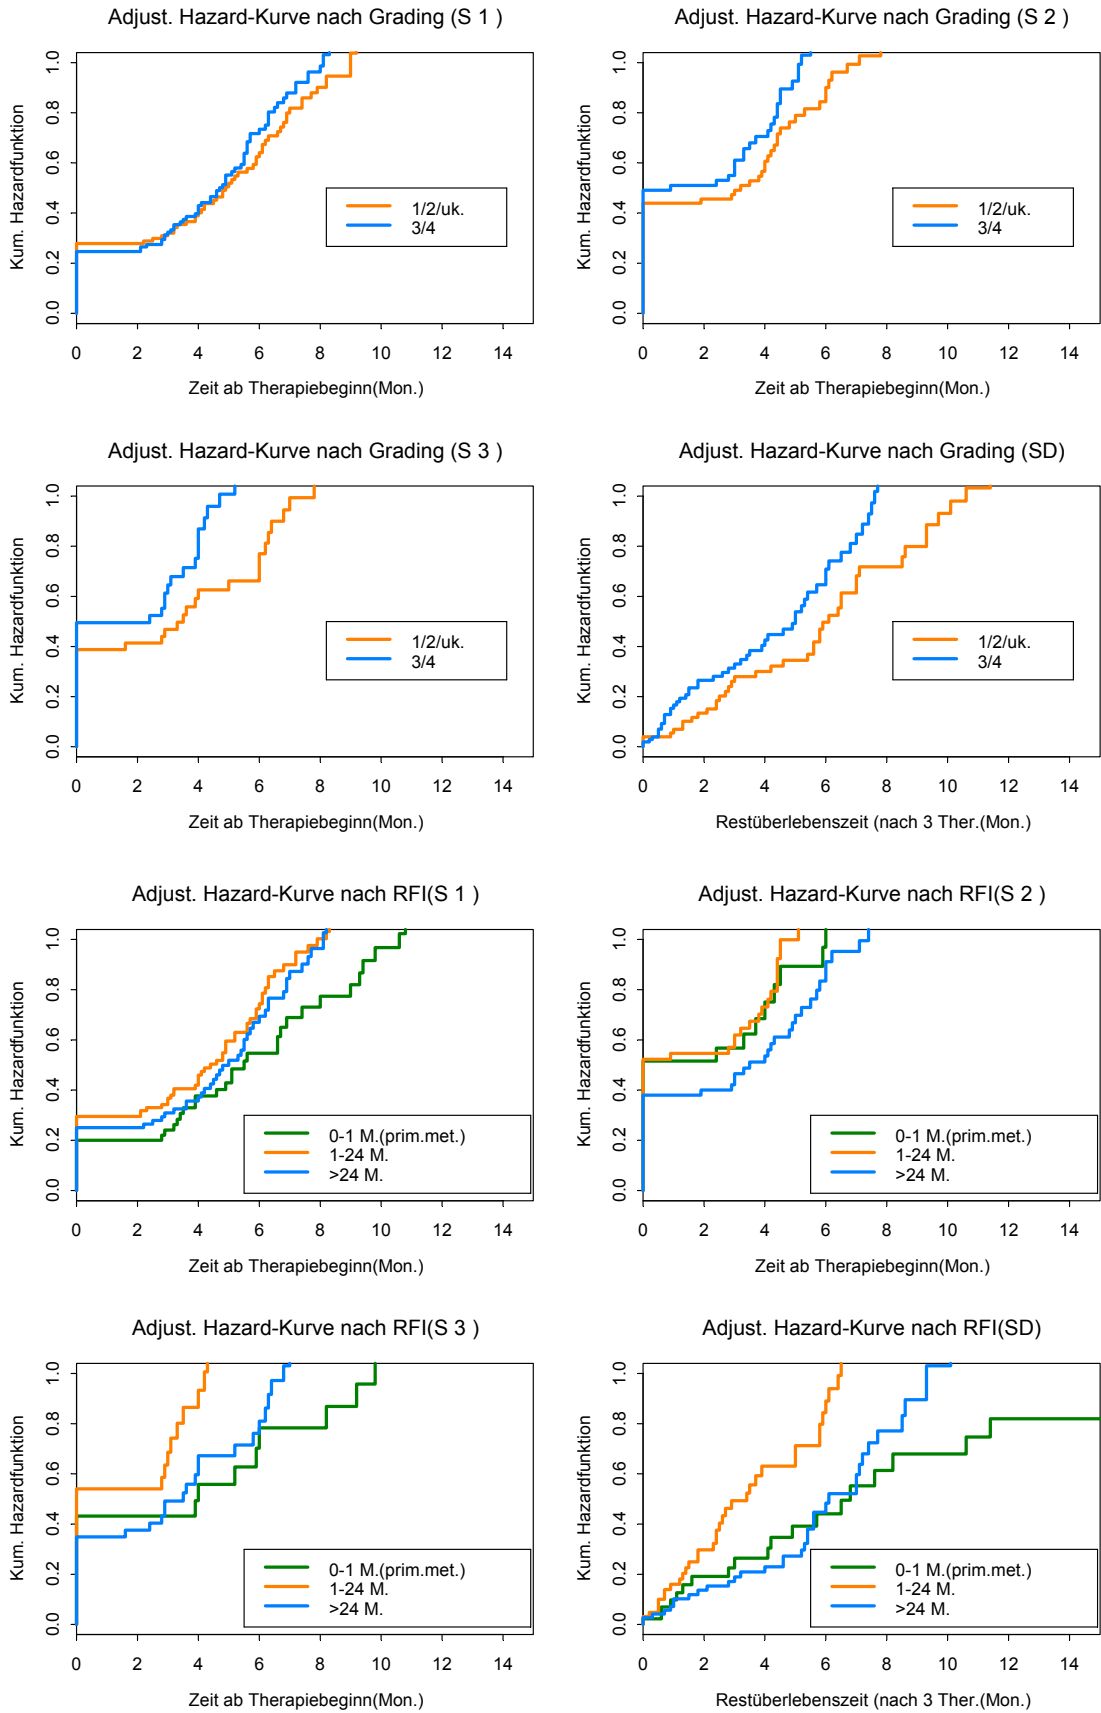 Adjust. Hazard-Kurve nach Grading (S 1 )
Kum. Hazardfunktion
0.0 0.2 0.4 0.6 0.8 1.0
1/2/uk.
3/4
0 2 4 6 8 10 12 14
Zeit ab Therapiebeginn(Mon.)
Adjust. Hazard-Kurve nach Grading (S 2 )
Kum. Hazardfunktion
0.0 0.2 0.4 0.6 0.8 1.0
1/2/uk.
3/4
0 2 4 6 8 10 12 14
Zeit ab Therapiebeginn(Mon.)
Adjust. Hazard-Kurve nach Grading (S 3 )
Kum. Hazardfunktion
0.0 0.2 0.4 0.6 0.8 1.0
1/2/uk.
3/4
0 2 4 6 8 10 12 14
Zeit ab Therapiebeginn(Mon.)
Adjust. Hazard-Kurve nach Grading (SD)
Kum. Hazardfunktion
0.0 0.2 0.4 0.6 0.8 1.0
1/2/uk.
3/4
0 2 4 6 8 10 12 14
Restüberlebenszeit (nach 3 Ther.(Mon.)
Adjust. Hazard-Kurve nach RFI(S 1 )
Kum. Hazardfunktion
0.0 0.2 0.4 0.6 0.8 1.0
0-1 M.(prim.met.)
1-24 M.
>24 M.
0 2 4 6 8 10 12 14
Zeit ab Therapiebeginn(Mon.)
Adjust. Hazard-Kurve nach RFI(S 2 )
Kum. Hazardfunktion
0.0 0.2 0.4 0.6 0.8 1.0
0-1 M.(prim.met.)
1-24 M.
>24 M.
0 2 4 6 8 10 12 14
Zeit ab Therapiebeginn(Mon.)
Adjust. Hazard-Kurve nach RFI(S 3 )
Kum. Hazardfunktion
0.0 0.2 0.4 0.6 0.8 1.0
0-1 M.(prim.met.)
1-24 M.
>24 M.
0 2 4 6 8 10 12 14
Zeit ab Therapiebeginn(Mon.)
Adjust. Hazard-Kurve nach RFI(SD)
Kum. Hazardfunktion
0.0 0.2 0.4 0.6 0.8 1.0
0-1 M.(prim.met.)
1-24 M.
>24 M.
0 2 4 6 8 10 12 14
Restüberlebenszeit (nach 3 Ther.(Mon.)